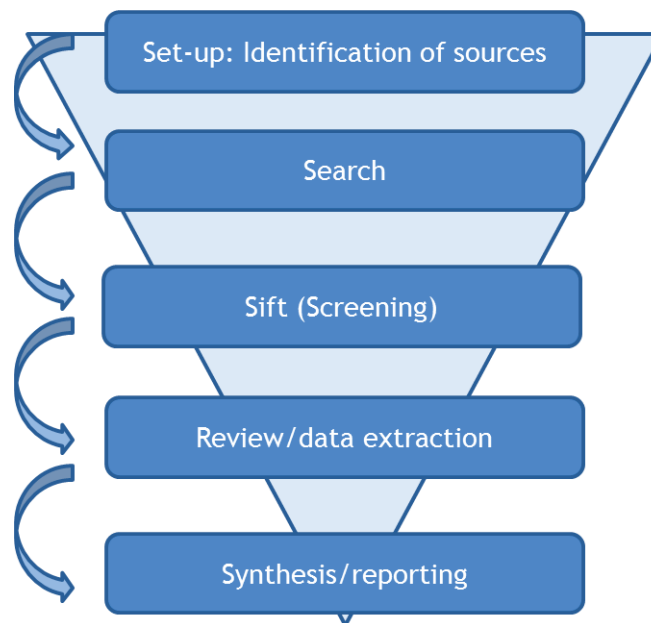 Set-up: Identification of sources
Search
Sift (Screening)
Review/data extraction
Synthesis/reporting